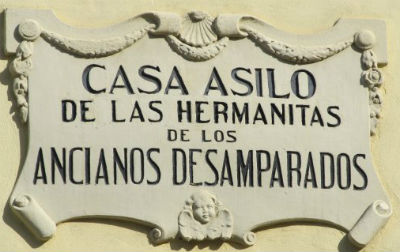 CASA ASILO
DE LAS HERMANITAS
DE LOS
ANCIANOS DESAMPARADOS